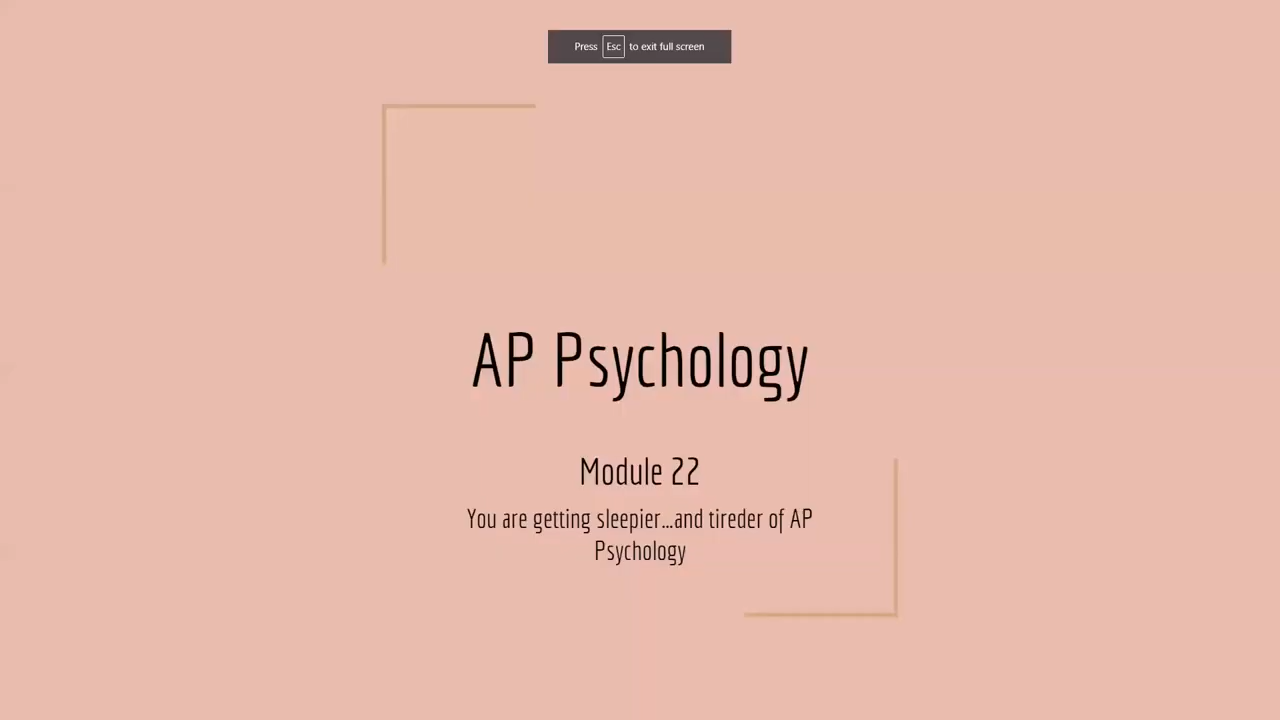 Press Esc to exit full screen
AP Psychology
Module 22
You are getting sleepier...and tireder of AP
Psychology